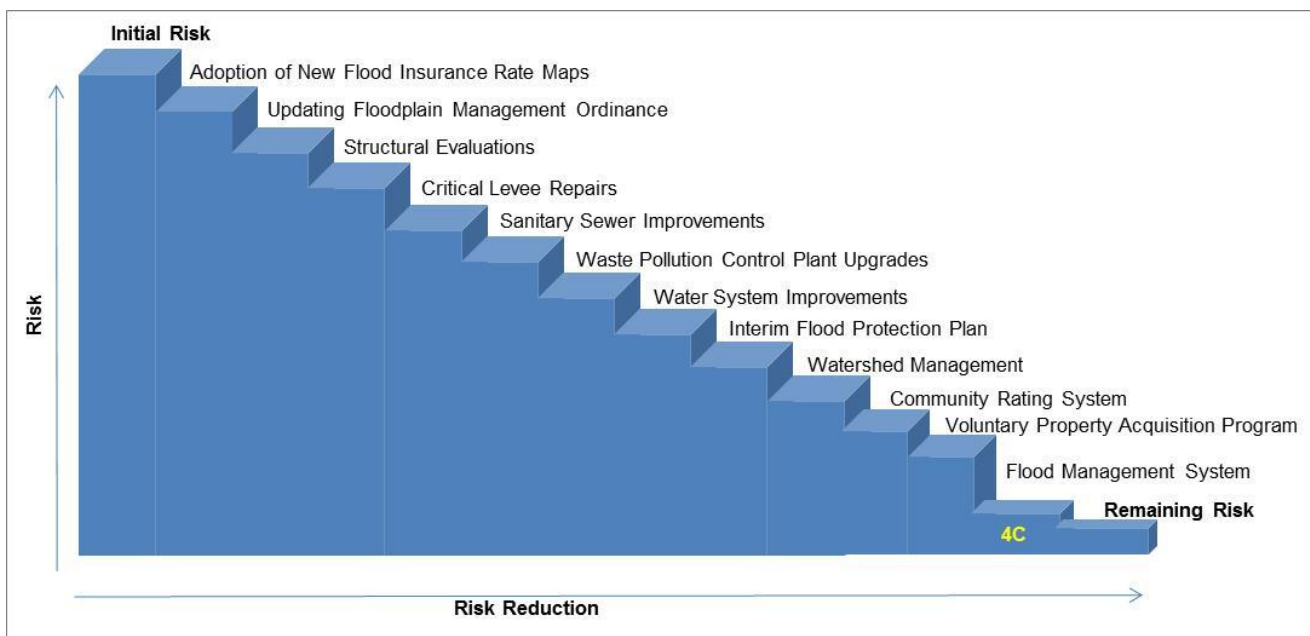 Initial Risk
Adoption of New Flood Insurance Rate Maps
Updating Floodplain Management Ordinance
Structural Evaluations
Critical Levee Repairs
Sanitary Sewer Improvements
Waste Pollution Control Plant Upgrades
Water System Improvements
Interim Flood Protection Plan
Watershed Management
Community Rating System
Voluntary Property Acquisition Program
Flood Management System
Remaining Risk
4C
Risk
Risk Reduction